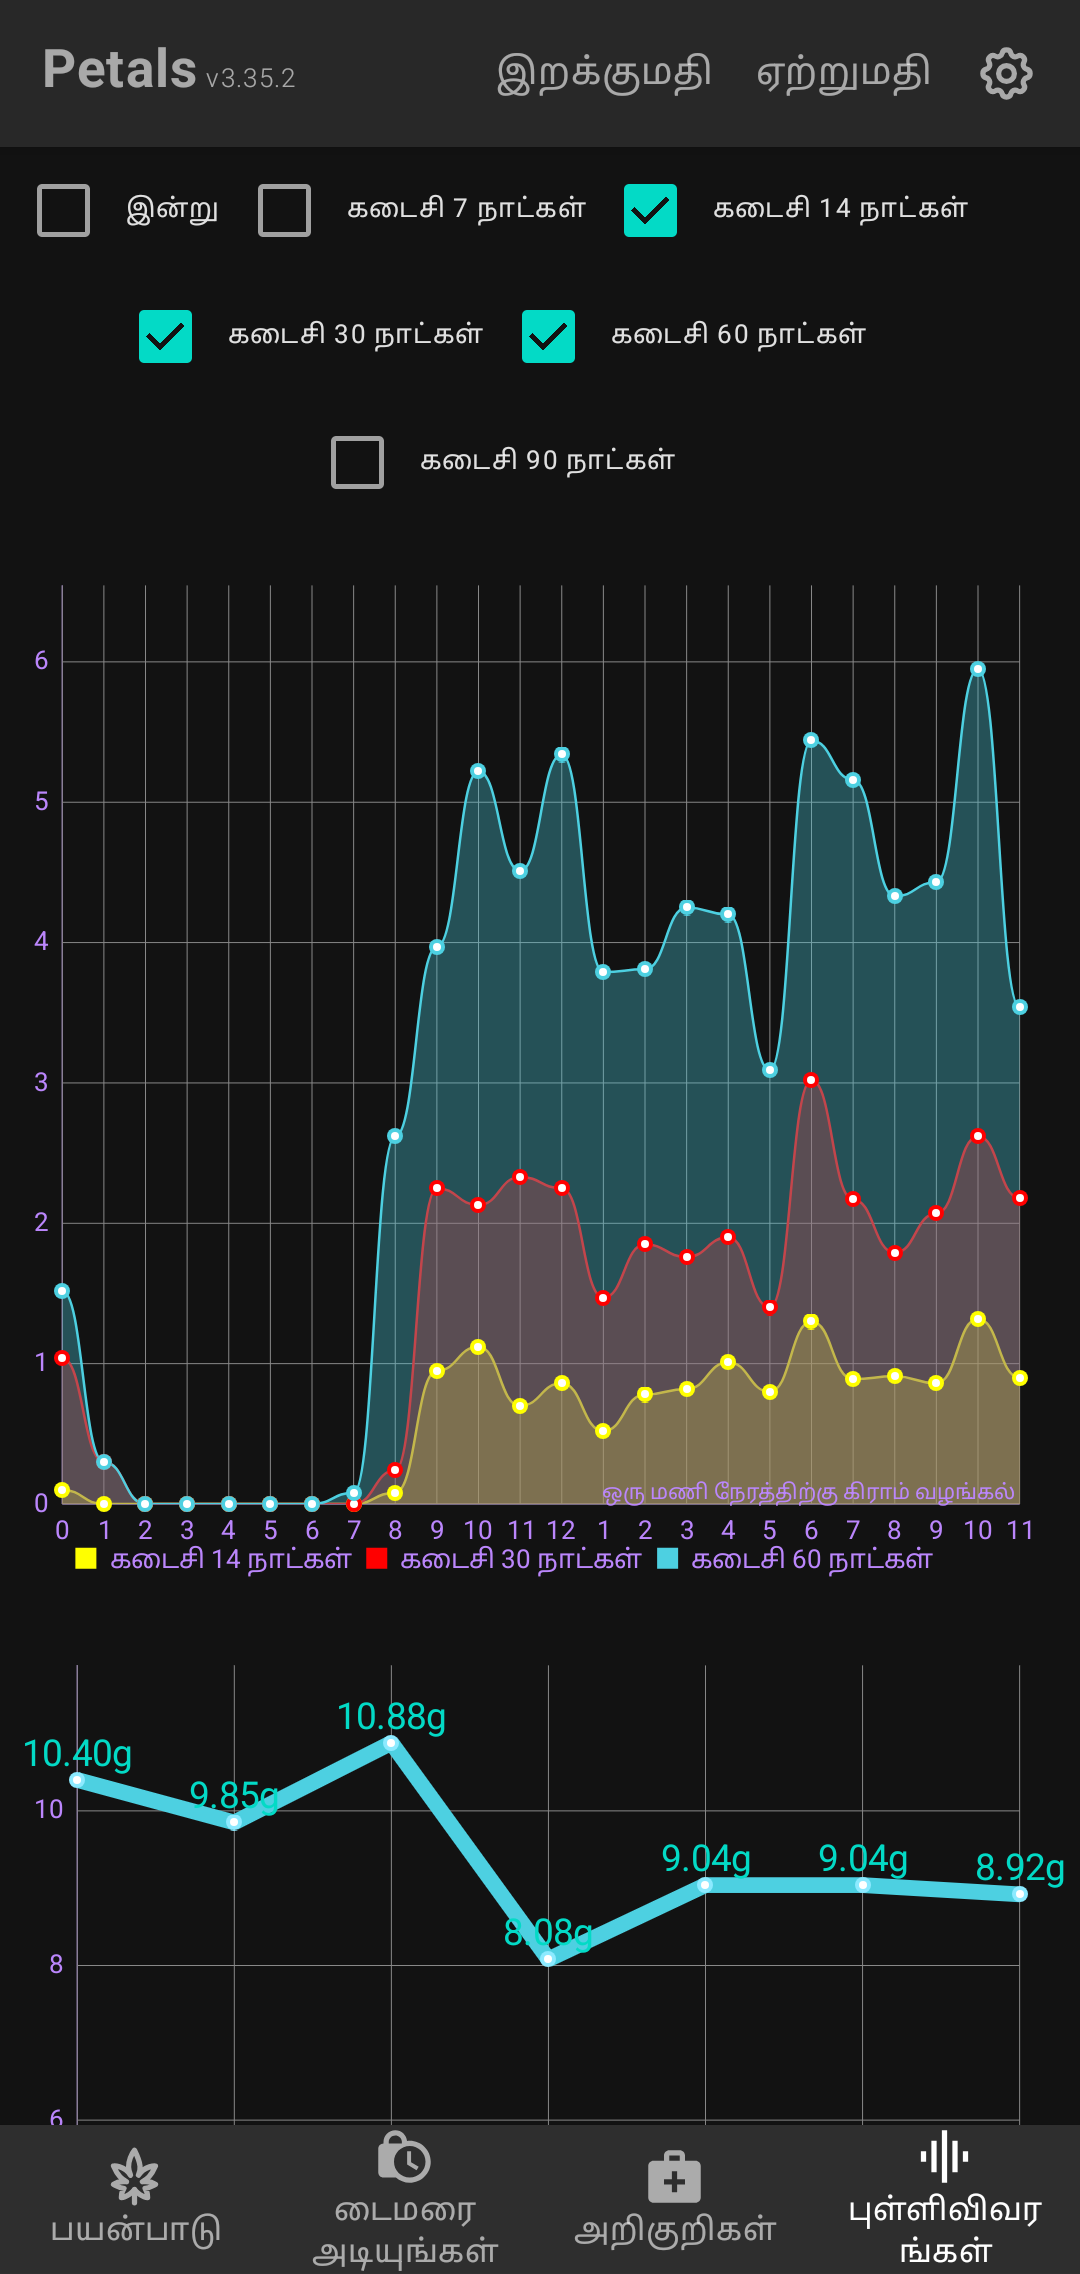 Petals v3.35.2 இறக்குமதி ஏற்றுமதி
இன்று கடைசி 7 நாட்கள் கடைசி 14 நாட்கள்
கடைசி 30 நாட்கள் கடைசி 60 நாட்கள்
கடைசி 90 நாட்கள்
6
5
4
3
2
1
0
ஒரு மணி நேரத்திற்கு கிராம் வழங்கல்
0 1 2 3 4 5 6 7 8 9 10 11 12 1 2 3 4 5 6 7 8 9 10 11
கடைசி 14 நாட்கள் கடைசி 30 நாட்கள் கடைசி 60 நாட்கள்
10.40g 9.85g 10.88g 8.08g 9.04g 9.04g 8.92g
10
8
6
பயன்பாடு
டைமரை
அடியுங்கள்
அறிகுறிகள்
புள்ளிவிவர
ங்கள்